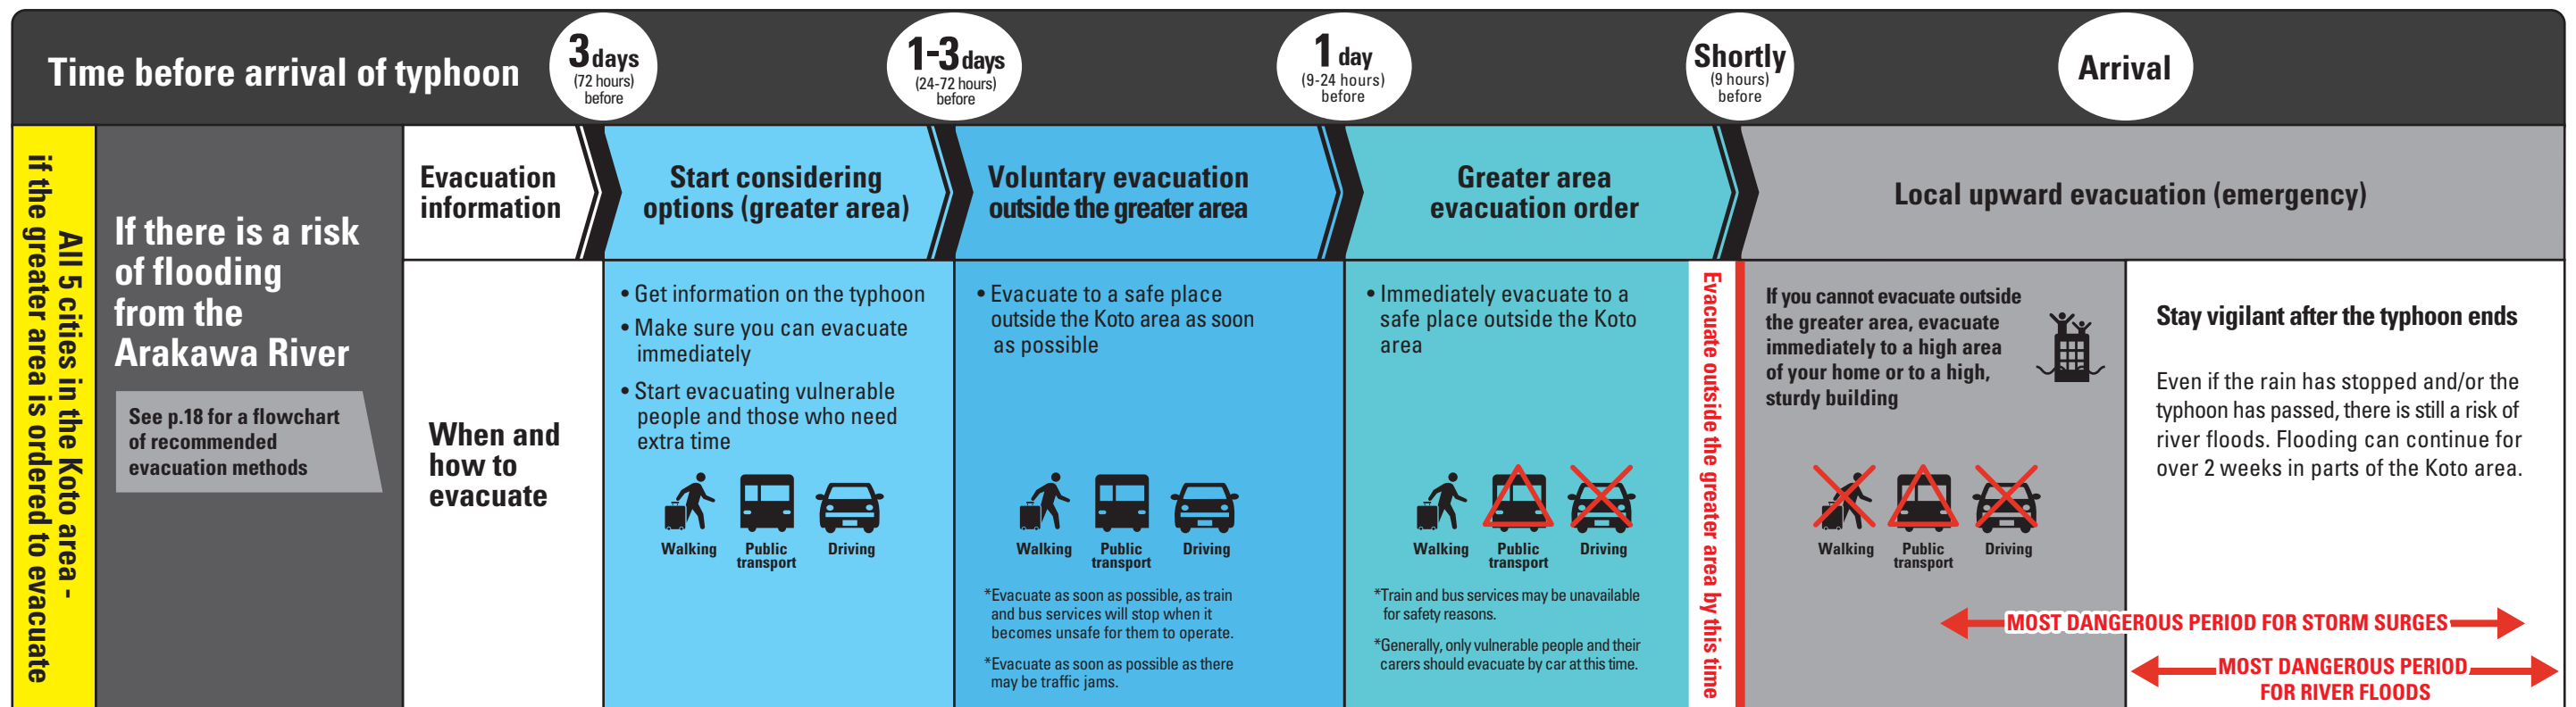 Time before arrival of typhoon
3 days
(72 hours)
before
1-3 days
(24-72 hours)
before
1 day
(9-24 hours)
before
Shortly
(9 hours)
before
Arrival
All 5 cities in the Koto area -
if the greater area is ordered to evacuate
If there is a risk
of flooding
from the
Arakawa River
See p.18 for a flowchart
of recommended
evacuation methods
Evacuation
information
Start considering
options (greater area)
Voluntary evacuation
outside the greater area
Greater area
evacuation order
Local upward evacuation (emergency)
When and
how to
evacuate
• Get information on the typhoon
• Make sure you can evacuate
immediately
• Start evacuating vulnerable
people and those who need
extra time
Walking
Public
transport
Driving
• Evacuate to a safe place
outside the Koto area as soon
as possible
Walking
Public
transport
Driving
*Evacuate as soon as possible, as train
and bus services will stop when it
becomes unsafe for them to operate.
*Evacuate as soon as possible as there
may be traffic jams.
• Immediately evacuate to a
safe place outside the Koto
area
Walking
Public
transport
Driving
*Train and bus services may be unavailable
for safety reasons.
*Generally, only vulnerable people and their
carers should evacuate by car at this time.
Evacuate outside the greater area by this time
If you cannot evacuate outside
the greater area, evacuate
immediately to a high area
of your home or to a high,
sturdy building
Walking
Public
transport
Driving
Stay vigilant after the typhoon ends
Even if the rain has stopped and/or the
typhoon has passed, there is still a risk of
river floods. Flooding can continue for
over 2 weeks in parts of the Koto area.
MOST DANGEROUS PERIOD FOR STORM SURGES
MOST DANGEROUS PERIOD
FOR RIVER FLOODS